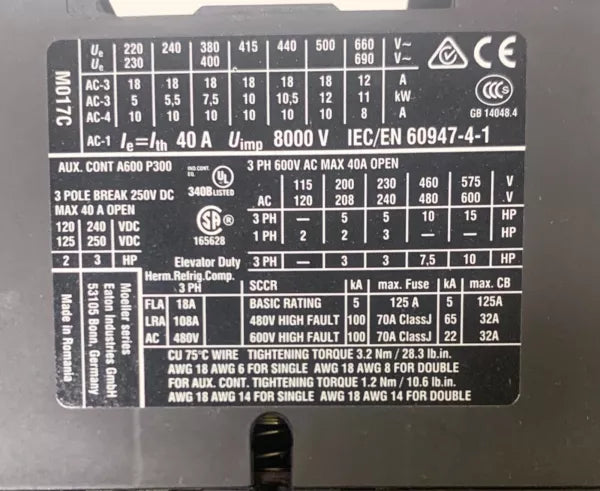 M017C
Ue 220 240 380 415 440 500 660 V~
Ue 230 400 690 V~
AC-3 18 18 18 18 18 18 12 A
AC-3 5 5,5 7,5 10 10,5 12 11 kW
AC-4 10 10 10 10 10 10 8 A
AC-1 Ie=Ith 40 A Uimp 8000 V IEC/EN 60947-4-1
CE
CCC
GB 14048.4
AUX. CONT A600 P300
IND.CONT. EQ.
UL
340B LISTED
3 PH 600V AC MAX 40A OPEN
3 POLE BREAK 250V DC
MAX 40 A OPEN
120 240 VDC
125 250 VDC
2 3 HP
SA
165628
115 200 230 460 575 V
AC 120 208 240 480 600 V
3 PH — 5 5 10 15 HP
1 PH 2 2 3 — — HP
Elevator Duty 3 PH — 3 3 7,5 10 HP
Herm.Refrig.Comp.
3 PH
FLA 18A
LRA 108A
AC 480V
SCCR kA max. Fuse kA max. CB
BASIC RATING 5 125 A 5 125A
480V HIGH FAULT 100 70A ClassJ 65 32A
600V HIGH FAULT 100 70A ClassJ 22 32A
CU 75°C WIRE TIGHTENING TORQUE 3.2 Nm / 28.3 lb.in.
AWG 18 AWG 6 FOR SINGLE AWG 18 AWG 8 FOR DOUBLE
FOR AUX. CONT. TIGHTENING TORQUE 1.2 Nm / 10.6 lb.in.
AWG 18 AWG 14 FOR SINGLE AWG 18 AWG 14 FOR DOUBLE
Moeller series
Eaton Industries GmbH
53105 Bonn, Germany
Made in Romania